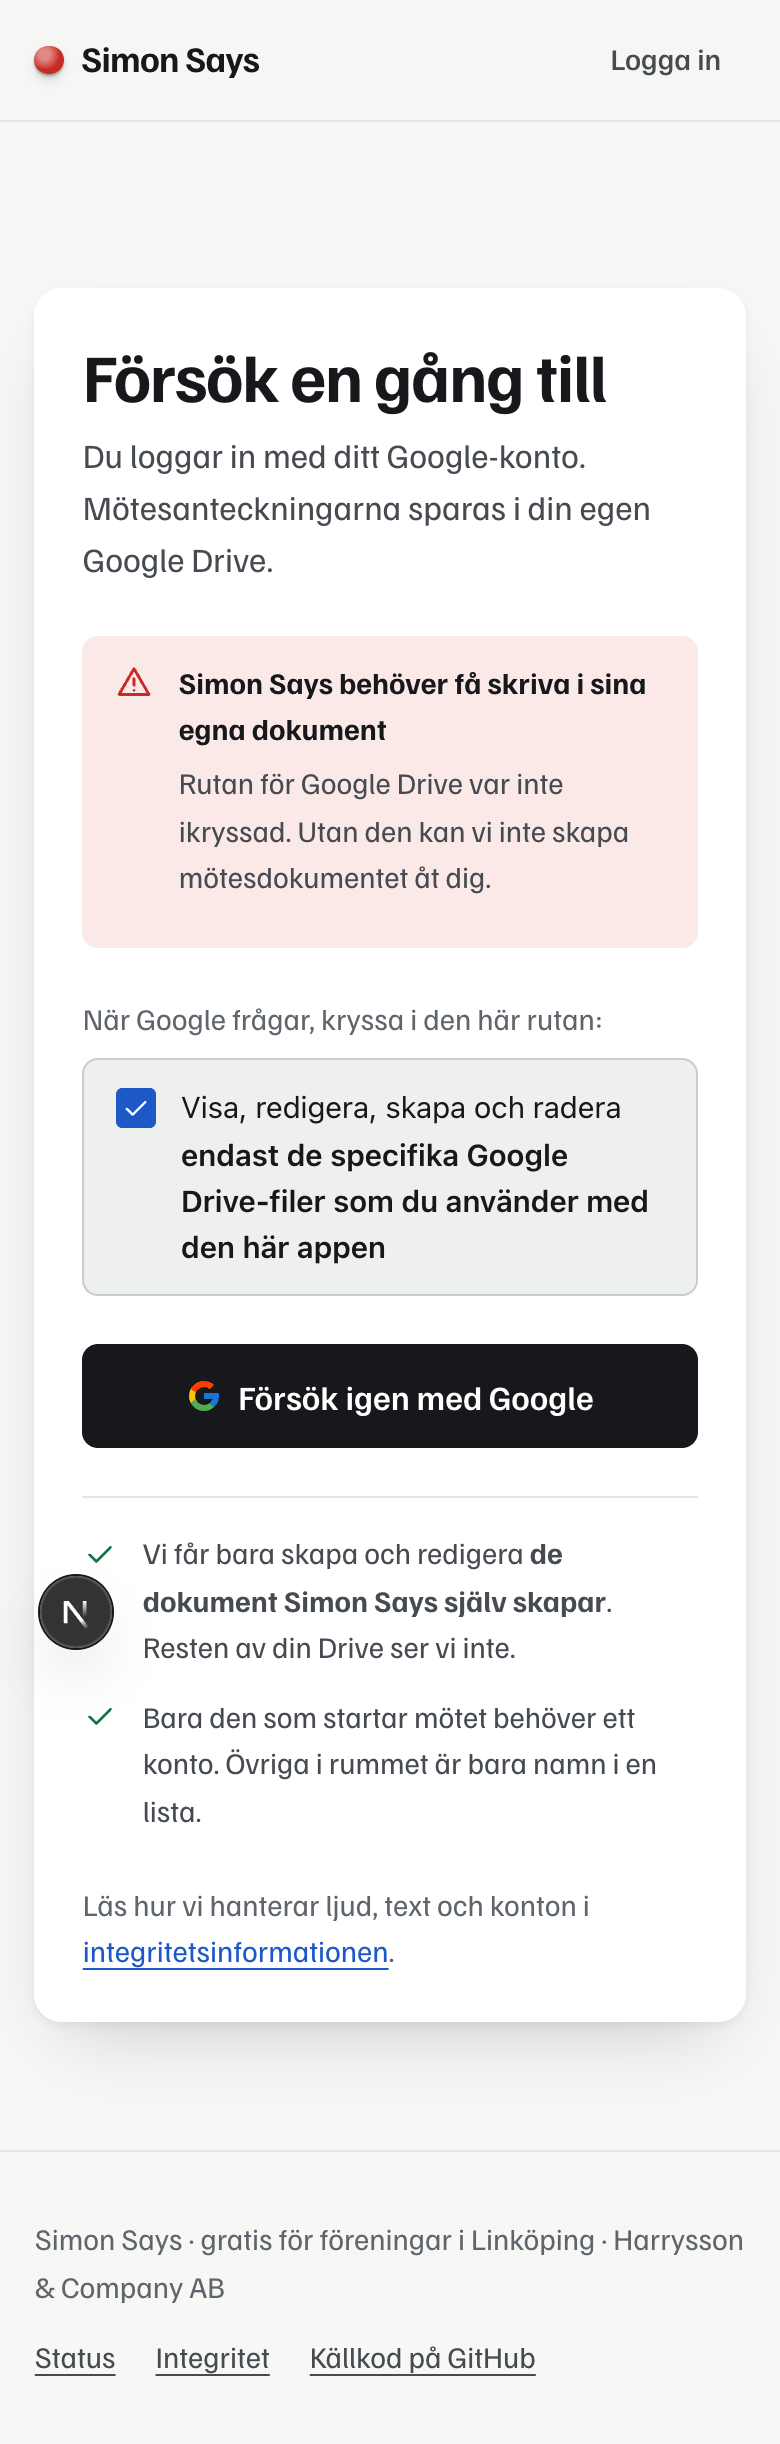 Simon Says
Logga in
Försök en gång till
Du loggar in med ditt Google-konto.
Mötesanteckningarna sparas i din egen
Google Drive.
Simon Says behöver få skriva i sina
egna dokument
Rutan för Google Drive var inte
ikryssad. Utan den kan vi inte skapa
mötesdokumentet åt dig.
När Google frågar, kryssa i den här rutan:
Visa, redigera, skapa och radera
endast de specifika Google
Drive-filer som du använder med
den här appen
Försök igen med Google
Vi får bara skapa och redigera de
dokument Simon Says själv skapar.
Resten av din Drive ser vi inte.
N
Bara den som startar mötet behöver ett
konto. Övriga i rummet är bara namn i en
lista.
Läs hur vi hanterar ljud, text och konton i
integritetsinformationen.
Simon Says · gratis för föreningar i Linköping · Harrysson
& Company AB
Status Integritet Källkod på GitHub